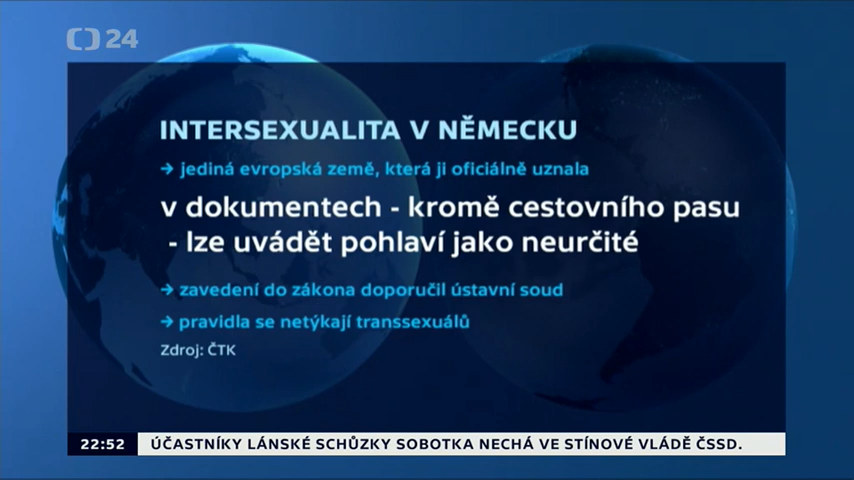 24
INTERSEXUALITA V NĚMECKU
→ jediná evropská země, která ji oficiálně uznala
v dokumentech - kromě cestovního pasu
- lze uvádět pohlaví jako neurčité
→ zavedení do zákona doporučil ústavní soud
→ pravidla se netýkají transsexuálů
Zdroj: ČTK
22:52 ÚČASTNÍKY LÁNSKÉ SCHŮZKY SOBOTKA NECHÁ VE STÍNOVÉ VLÁDĚ ČSSD.